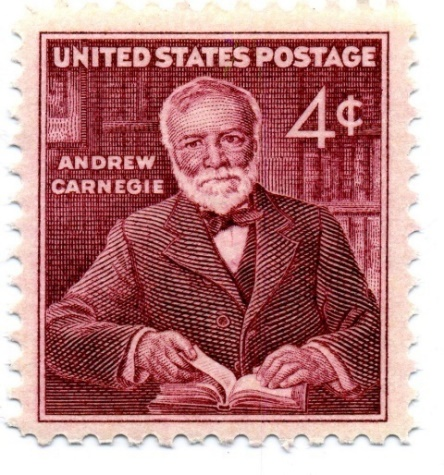 UNITED STATES POSTAGE
4¢
ANDREW
CARNEGIE